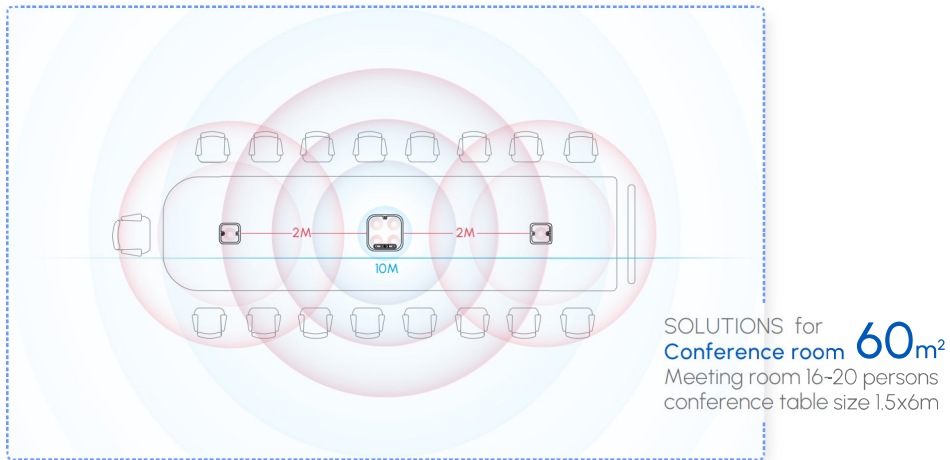 2M
2M
10M
SOLUTIONS for
Conference room 60m²
Meeting room 16-20 persons
conference table size 1.5x6m